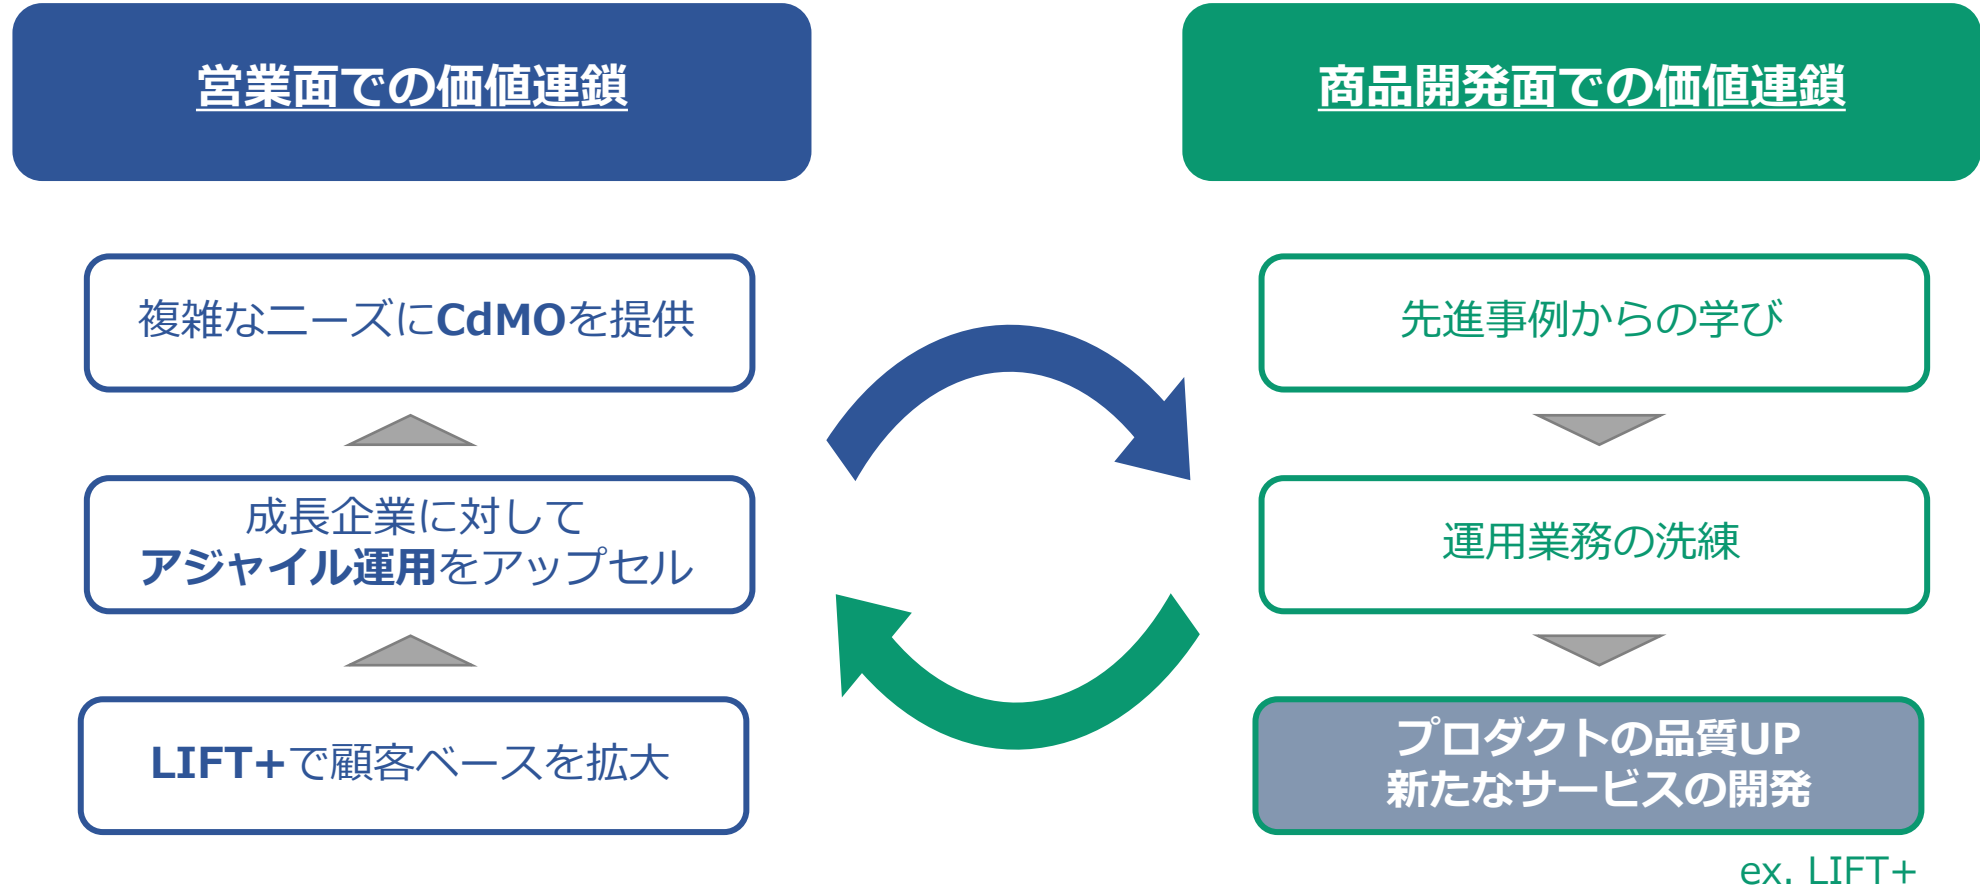 営業面での価値連鎖
複雑なニーズにCdMOを提供
成長企業に対して
アジャイル運用をアップセル
LIFT+で顧客ベースを拡大
商品開発面での価値連鎖
先進事例からの学び
運用業務の洗練
プロダクトの品質UP
新たなサービスの開発
ex. LIFT+